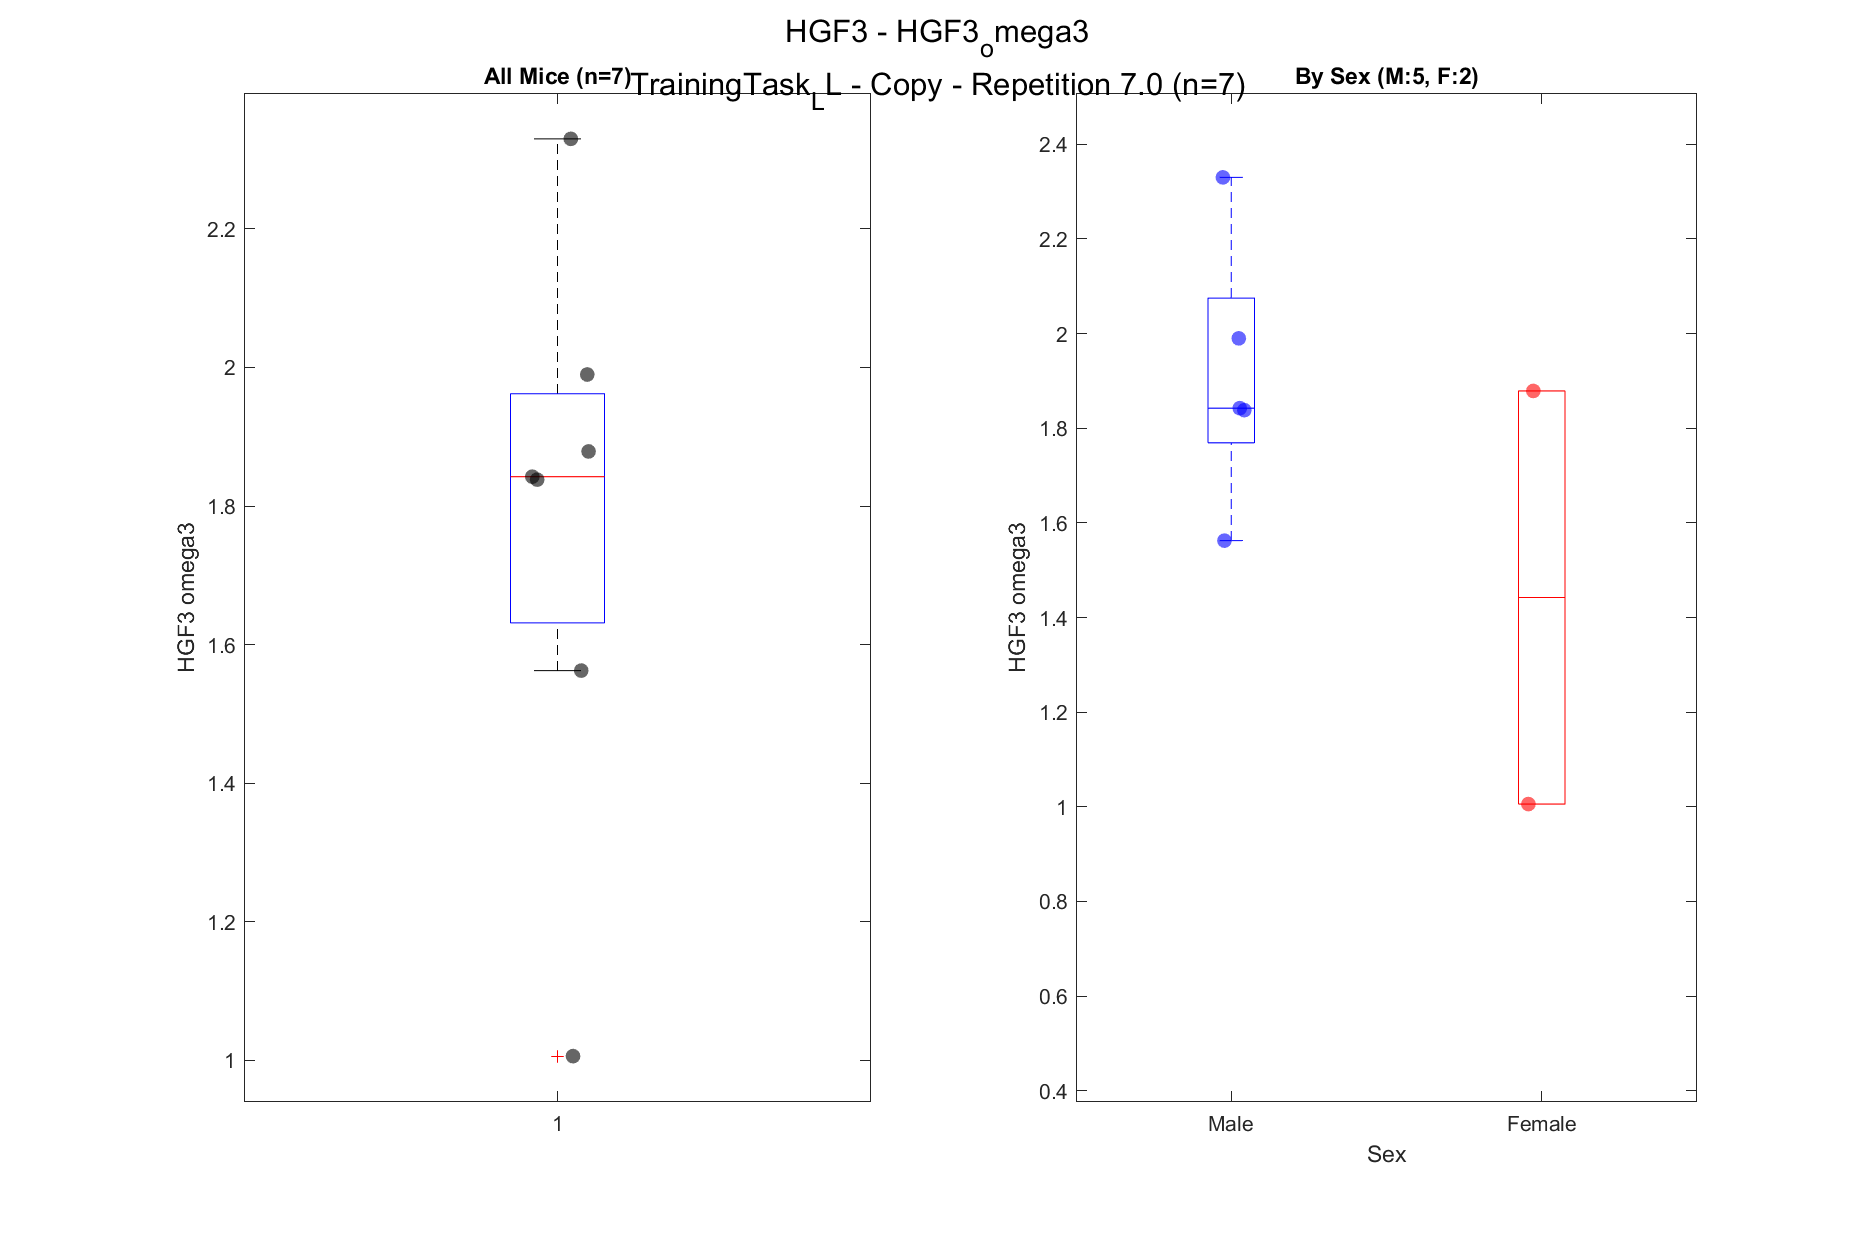 HGF3 - HGF3_omega3
TrainingTask_LL - Copy - Repetition 7.0 (n=7)
All Mice (n=7)
HGF3 omega3
2.2
2
1.8
1.6
1.4
1.2
1
1
By Sex (M:5, F:2)
HGF3 omega3
2.4
2.2
2
1.8
1.6
1.4
1.2
1
0.8
0.6
0.4
Male Female
Sex